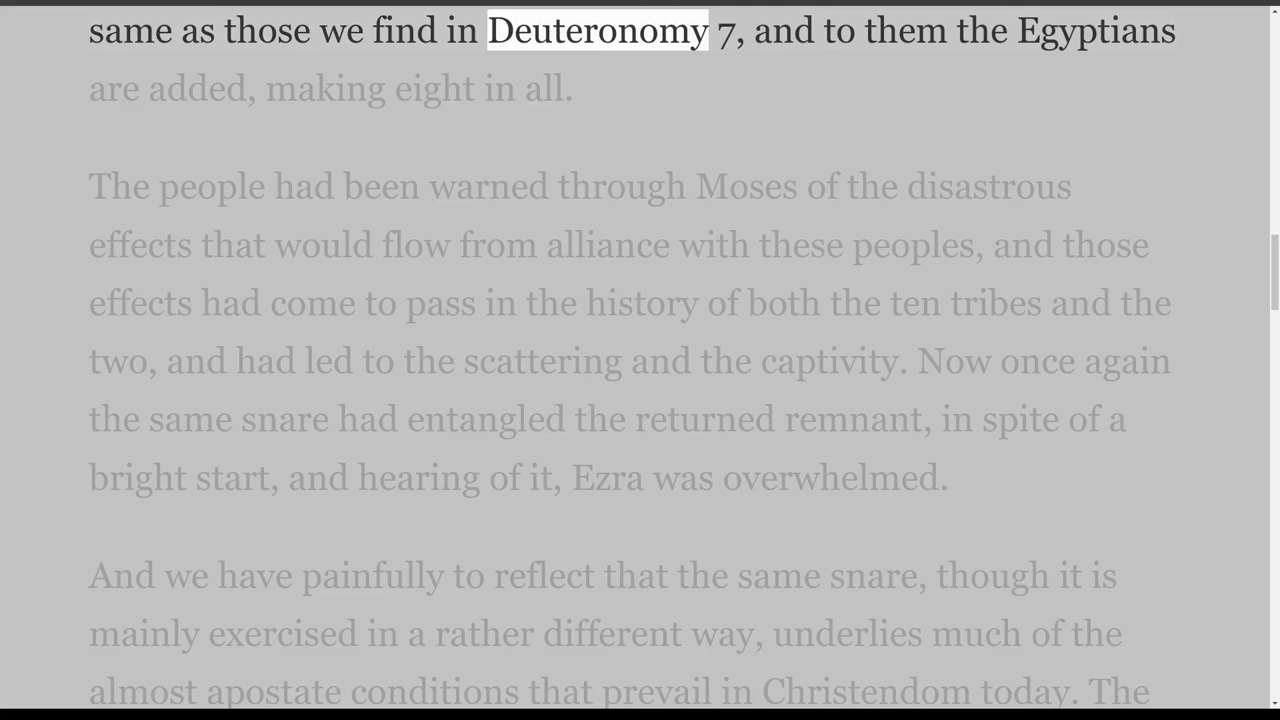 same as those we find in Deuteronomy 7, and to them the Egyptians
are added, making eight in all.
The people had been warned through Moses of the disastrous
effects that would flow from alliance with these peoples, and those
effects had come to pass in the history of both the ten tribes and the
two, and had led to the scattering and the captivity. Now once again
the same snare had entangled the returned remnant, in spite of a
bright start, and hearing of it, Ezra was overwhelmed.
And we have painfully to reflect that the same snare, though it is
mainly exercised in a rather different way, underlies much of the
almost apostate conditions that prevail in Christendom today. The